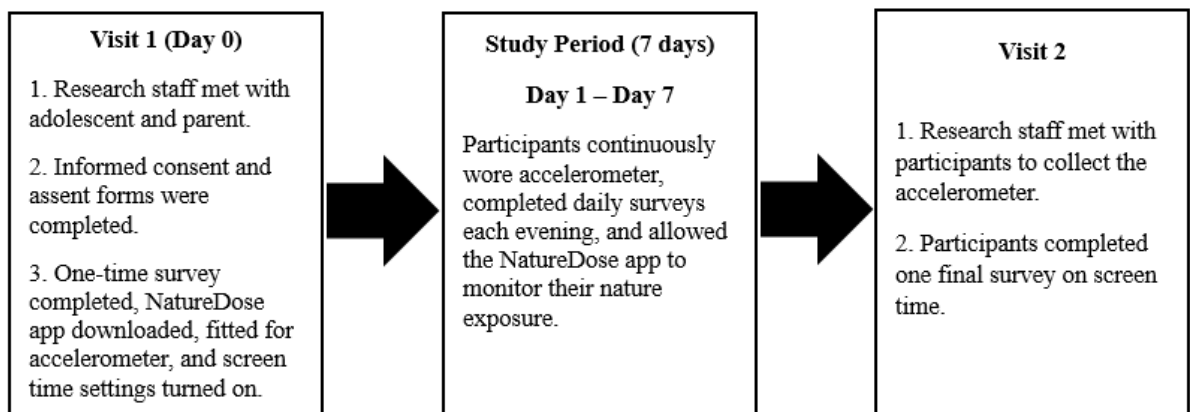 Visit 1 (Day 0)
1. Research staff met with
adolescent and parent.
2. Informed consent and
assent forms were
completed.
3. One-time survey
completed, NatureDose
app downloaded, fitted for
accelerometer, and screen
time settings turned on.
Study Period (7 days)
Day 1 – Day 7
Participants continuously
wore accelerometer,
completed daily surveys
each evening, and allowed
the NatureDose app to
monitor their nature
exposure.
Visit 2
1. Research staff met with
participants to collect the
accelerometer.
2. Participants completed
one final survey on screen
time.